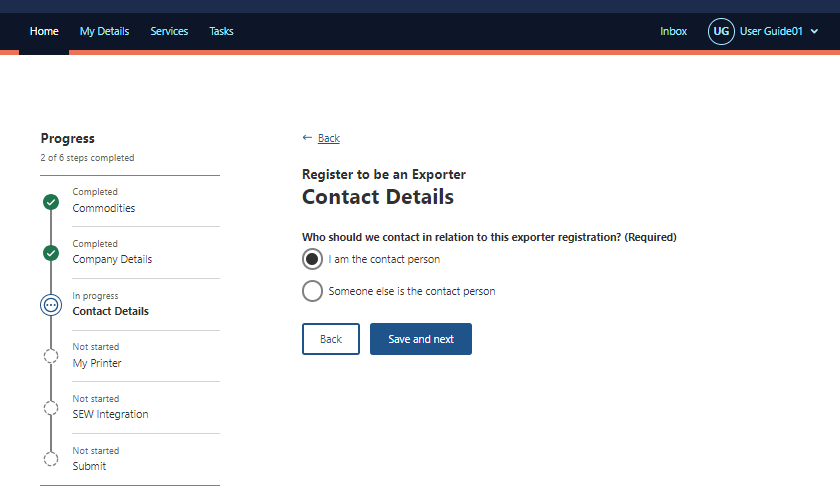 Home My Details Services Tasks Inbox UG User Guide01
Progress
2 of 6 steps completed
Completed
Commodities
Completed
Company Details
In progress
Contact Details
Not started
My Printer
Not started
SEW Integration
Not started
Submit
← Back
Register to be an Exporter
Contact Details
Who should we contact in relation to this exporter registration? (Required)
I am the contact person
Someone else is the contact person
Back Save and next